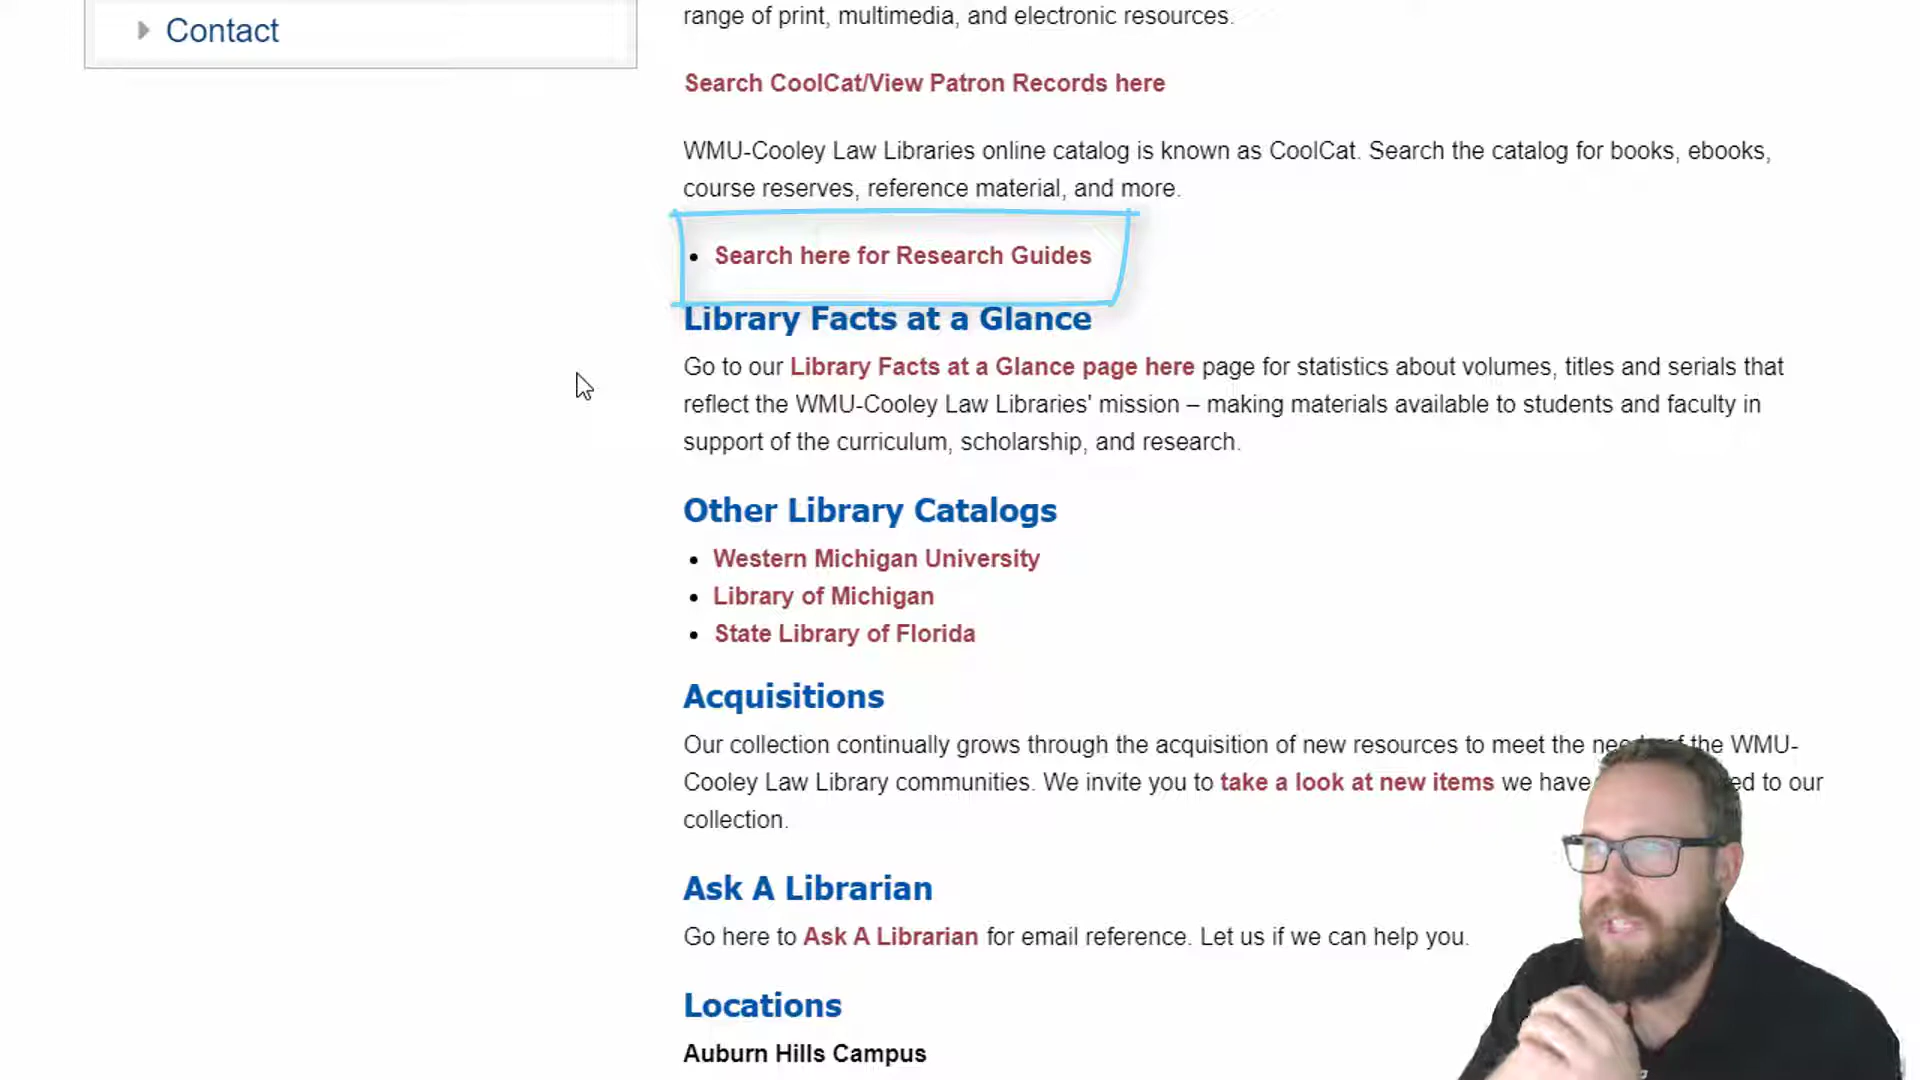 Contact
range of print, multimedia, and electronic resources.
Search CoolCat/View Patron Records here
WMU-Cooley Law Libraries online catalog is known as CoolCat. Search the catalog for books, ebooks,
course reserves, reference material, and more.
• Search here for Research Guides
Library Facts at a Glance
Go to our Library Facts at a Glance page here page for statistics about volumes, titles and serials that
reflect the WMU-Cooley Law Libraries' mission – making materials available to students and faculty in
support of the curriculum, scholarship, and research.
Other Library Catalogs
• Western Michigan University
• Library of Michigan
• State Library of Florida
Acquisitions
Our collection continually grows through the acquisition of new resources to meet the needs of the WMU-
Cooley Law Library communities. We invite you to take a look at new items we have ed to our
collection.
Ask A Librarian
Go here to Ask A Librarian for email reference. Let us if we can help you.
Locations
Auburn Hills Campus